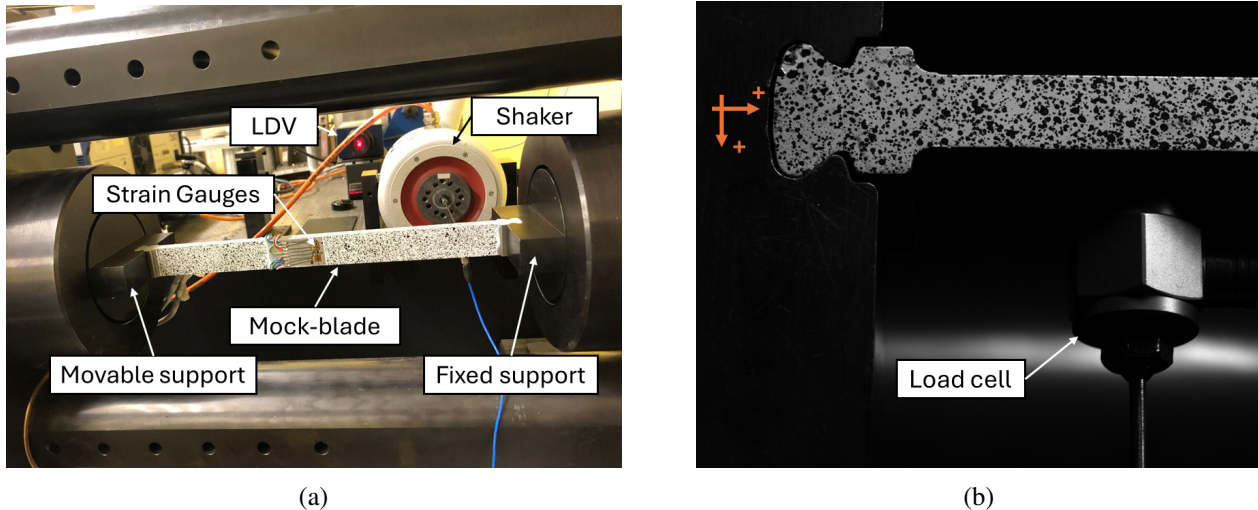 LDV
Shaker
Strain Gauges
Mock-blade
Movable support
Fixed support
+
+
Load cell
(a)
(b)